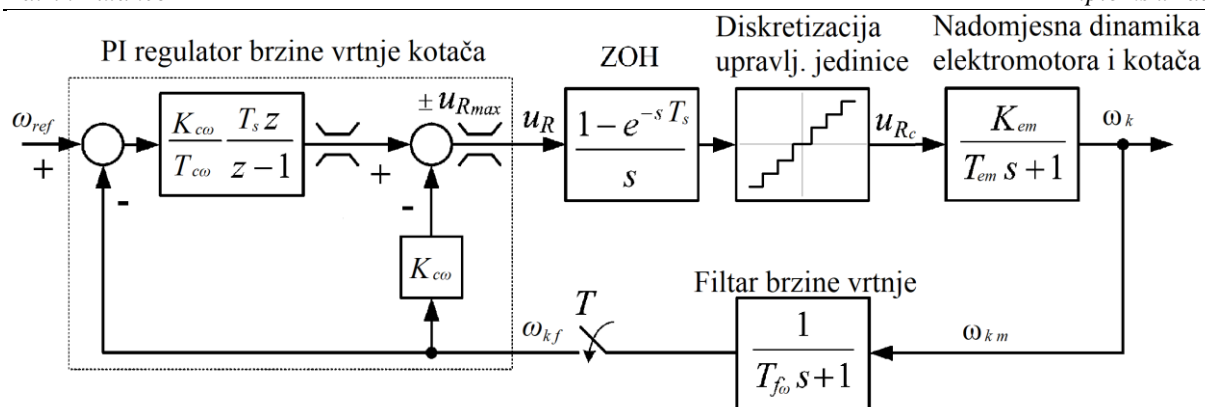 Diskretizacija
upravlj. jedinice
Nadomjesna dinamika
elektromotora i kotača
PI regulator brzine vrtnje kotača
ZOH
ω_ref
+
-
K_cω / T_cω T_s z / z − 1
+
-
± u_Rmax
u_R
1 − e^{−s T_s} / s
u_Rc
K_em / T_em s + 1
ω_k
K_cω
ω_kf
T
Filtar brzine vrtnje
1 / T_fω s + 1
ω_km